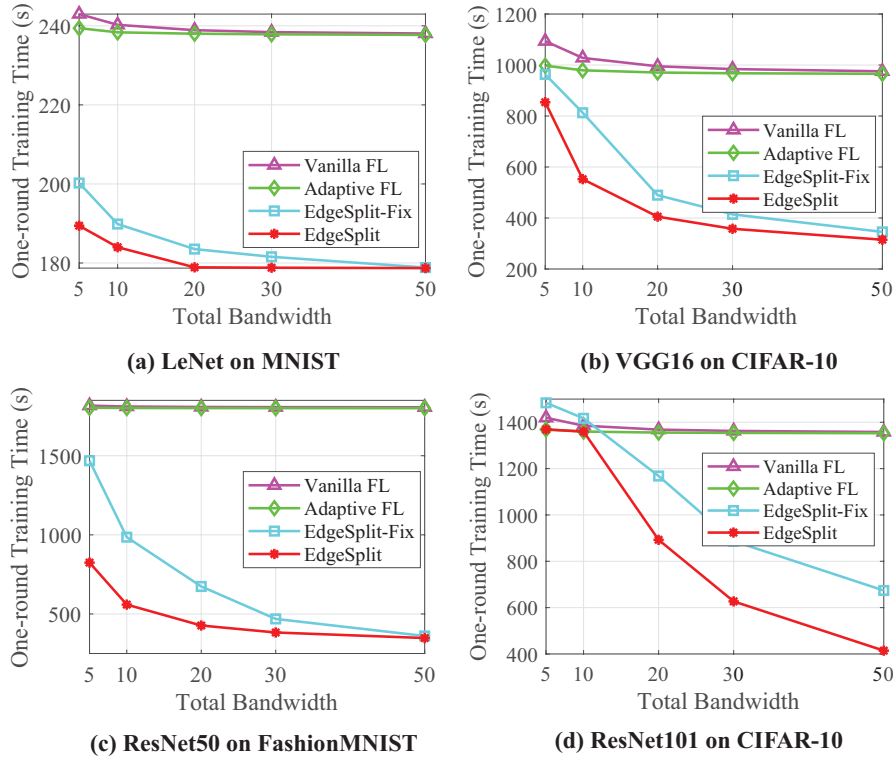 One-round Training Time (s)
240
220
200
180
Vanilla FL
Adaptive FL
EdgeSplit-Fix
EdgeSplit
5 10 20 30 50
Total Bandwidth
(a) LeNet on MNIST
One-round Training Time (s)
1200
1000
800
600
400
200
Vanilla FL
Adaptive FL
EdgeSplit-Fix
EdgeSplit
5 10 20 30 50
Total Bandwidth
(b) VGG16 on CIFAR-10
One-round Training Time (s)
1500
1000
500
Vanilla FL
Adaptive FL
EdgeSplit-Fix
EdgeSplit
5 10 20 30 50
Total Bandwidth
(c) ResNet50 on FashionMNIST
One-round Training Time (s)
1400
1200
1000
800
600
400
Vanilla FL
Adaptive FL
EdgeSplit-Fix
EdgeSplit
5 10 20 30 50
Total Bandwidth
(d) ResNet101 on CIFAR-10